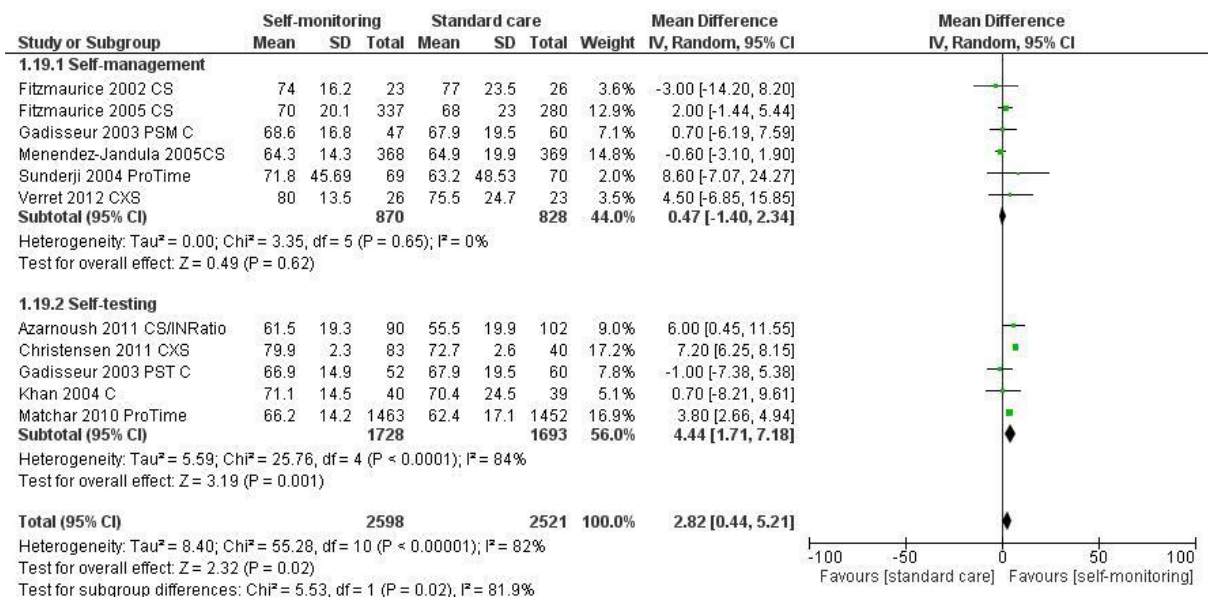 Self-monitoring Standard care Mean Difference Mean Difference
Study or Subgroup Mean SD Total Mean SD Total Weight IV, Random, 95% CI IV, Random, 95% CI
1.19.1 Self-management
Fitzmaurice 2002 CS 74 16.2 23 77 23.5 26 3.6% -3.00 [-14.20, 8.20]
Fitzmaurice 2005 CS 70 20.1 337 68 23 280 12.9% 2.00 [-1.44, 5.44]
Gadisseur 2003 PSM C 68.6 16.8 47 67.9 19.5 60 7.1% 0.70 [-6.19, 7.59]
Menendez-Jandula 2005CS 64.3 14.3 368 64.9 19.9 369 14.8% -0.60 [-3.10, 1.90]
Sunderji 2004 ProTime 71.8 45.69 69 63.2 48.53 70 2.0% 8.60 [-7.07, 24.27]
Verret 2012 CXS 80 13.5 26 75.5 24.7 23 3.5% 4.50 [-6.85, 15.85]
Subtotal (95% CI) 870 828 44.0% 0.47 [-1.40, 2.34]
Heterogeneity: Tau² = 0.00; Chi² = 3.35, df = 5 (P = 0.65); I² = 0%
Test for overall effect: Z = 0.49 (P = 0.62)
1.19.2 Self-testing
Azarnoush 2011 CS/INRatio 61.5 19.3 90 55.5 19.9 102 9.0% 6.00 [0.45, 11.55]
Christensen 2011 CXS 79.9 2.3 83 72.7 2.6 40 17.2% 7.20 [6.25, 8.15]
Gadisseur 2003 PST C 66.9 14.9 52 67.9 19.5 60 7.8% -1.00 [-7.38, 5.38]
Khan 2004 C 71.1 14.5 40 70.4 24.5 39 5.1% 0.70 [-8.21, 9.61]
Matchar 2010 ProTime 66.2 14.2 1463 62.4 17.1 1452 16.9% 3.80 [2.66, 4.94]
Subtotal (95% CI) 1728 1693 56.0% 4.44 [1.71, 7.18]
Heterogeneity: Tau² = 5.59; Chi² = 25.76, df = 4 (P < 0.0001); I² = 84%
Test for overall effect: Z = 3.19 (P = 0.001)
Total (95% CI) 2598 2521 100.0% 2.82 [0.44, 5.21]
Heterogeneity: Tau² = 8.40; Chi² = 55.28, df = 10 (P < 0.00001); I² = 82%
Test for overall effect: Z = 2.32 (P = 0.02)
Test for subgroup differences: Chi² = 5.53, df = 1 (P = 0.02), I² = 81.9%
-100 -50 0 50 100
Favours [standard care] Favours [self-monitoring]